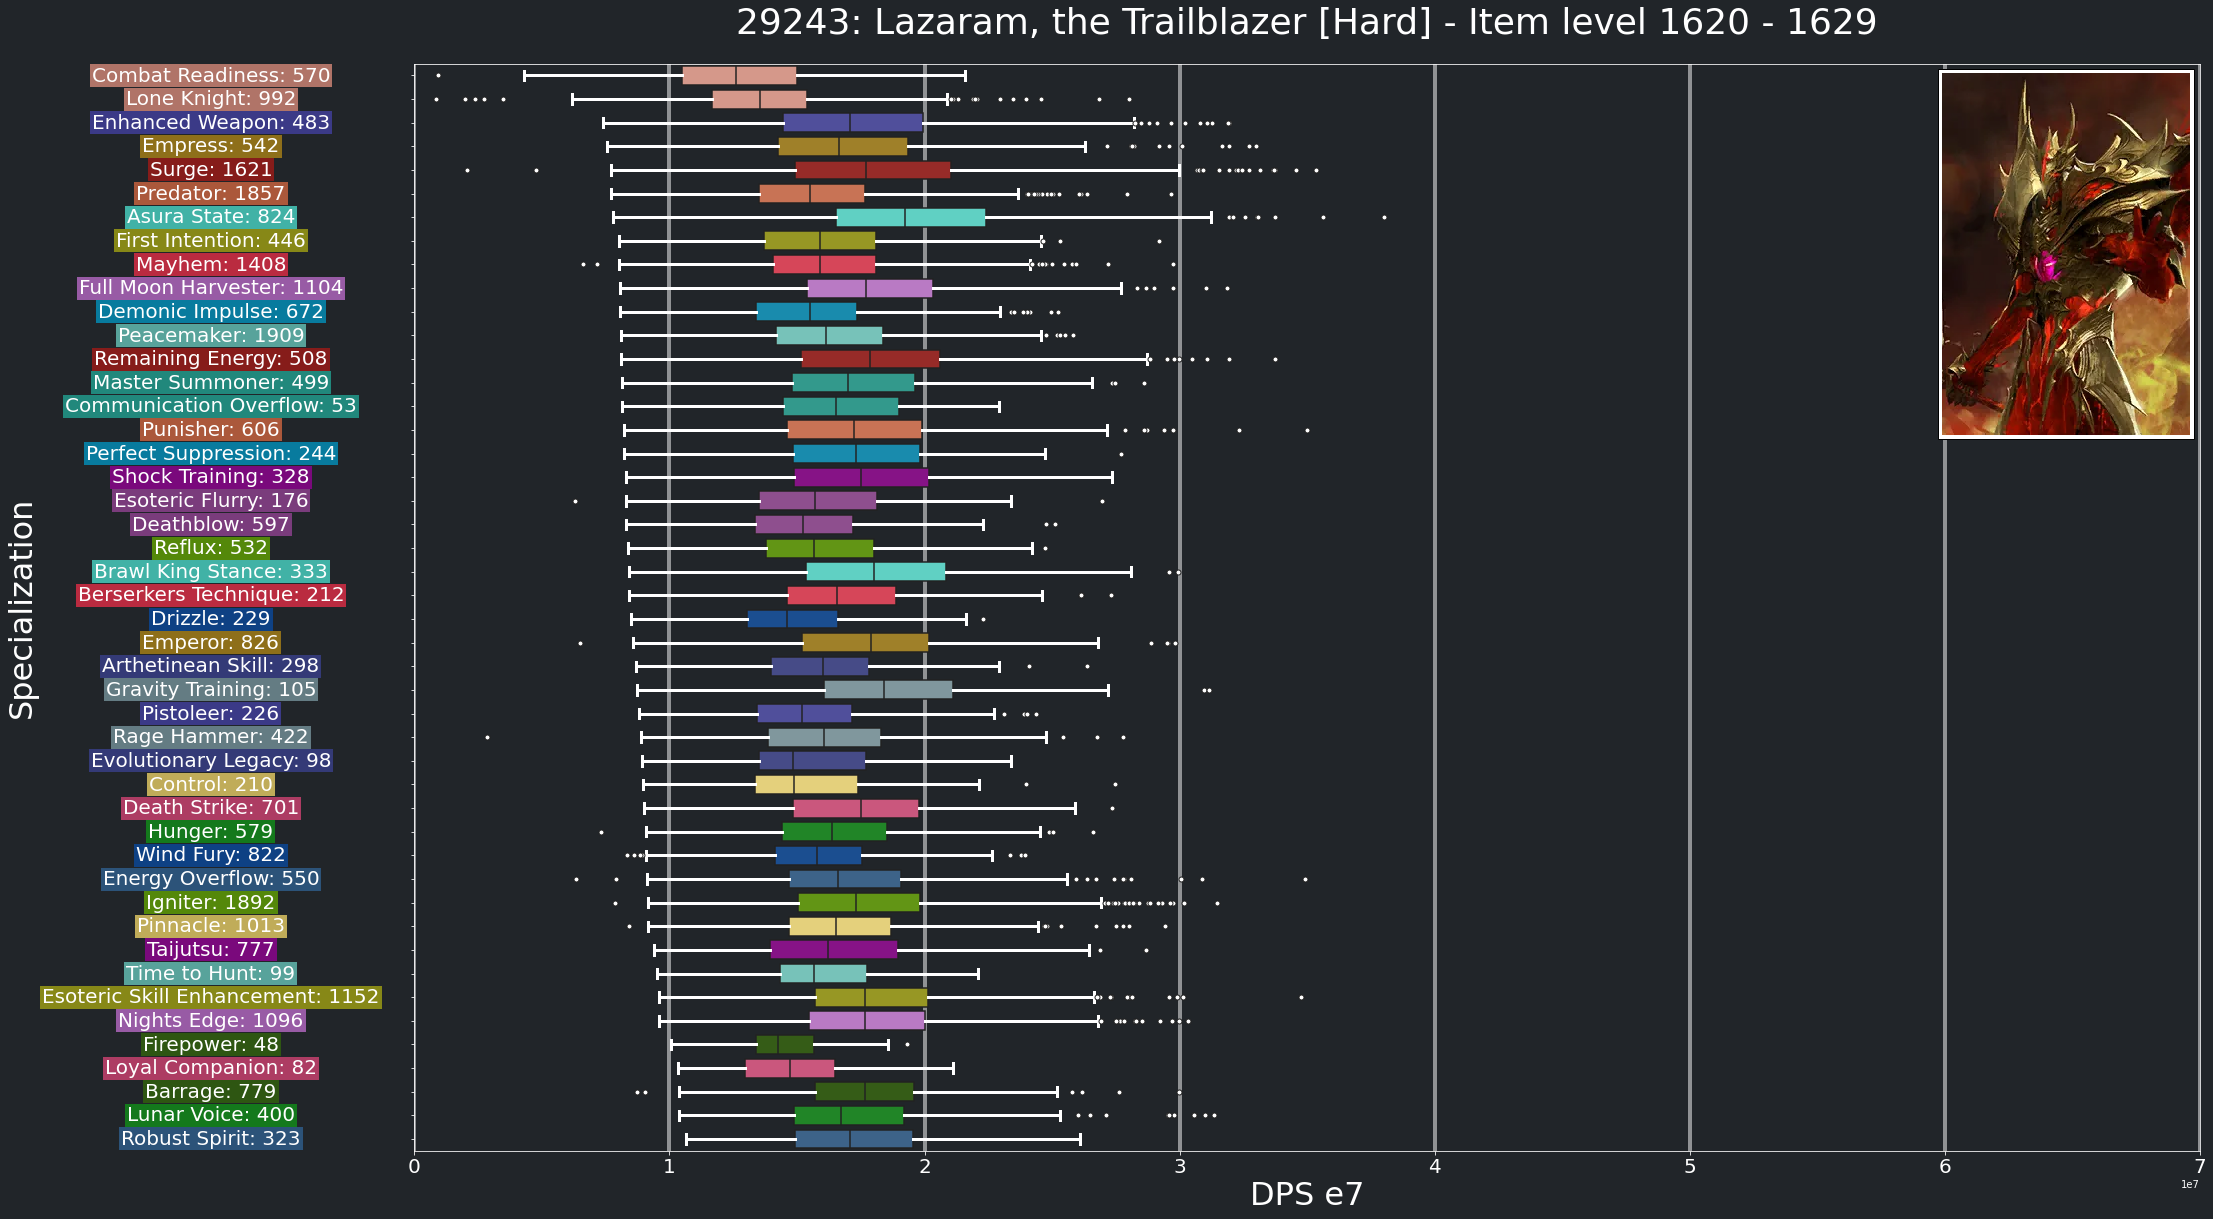 29243: Lazaram, the Trailblazer [Hard] - Item level 1620 - 1629
Combat Readiness: 570
Lone Knight: 992
Enhanced Weapon: 483
Empress: 542
Surge: 1621
Predator: 1857
Asura State: 824
First Intention: 446
Mayhem: 1408
Full Moon Harvester: 1104
Demonic Impulse: 672
Peacemaker: 1909
Remaining Energy: 508
Master Summoner: 499
Communication Overflow: 53
Punisher: 606
Perfect Suppression: 244
Shock Training: 328
Esoteric Flurry: 176
Deathblow: 597
Reflux: 532
Brawl King Stance: 333
Berserkers Technique: 212
Drizzle: 229
Emperor: 826
Arthetinean Skill: 298
Gravity Training: 105
Pistoleer: 226
Rage Hammer: 422
Evolutionary Legacy: 98
Control: 210
Death Strike: 701
Hunger: 579
Wind Fury: 822
Energy Overflow: 550
Igniter: 1892
Pinnacle: 1013
Taijutsu: 777
Time to Hunt: 99
Esoteric Skill Enhancement: 1152
Nights Edge: 1096
Firepower: 48
Loyal Companion: 82
Barrage: 779
Lunar Voice: 400
Robust Spirit: 323
Specialization
0 1 2 3 4 5 6 7
1e7
DPS e7